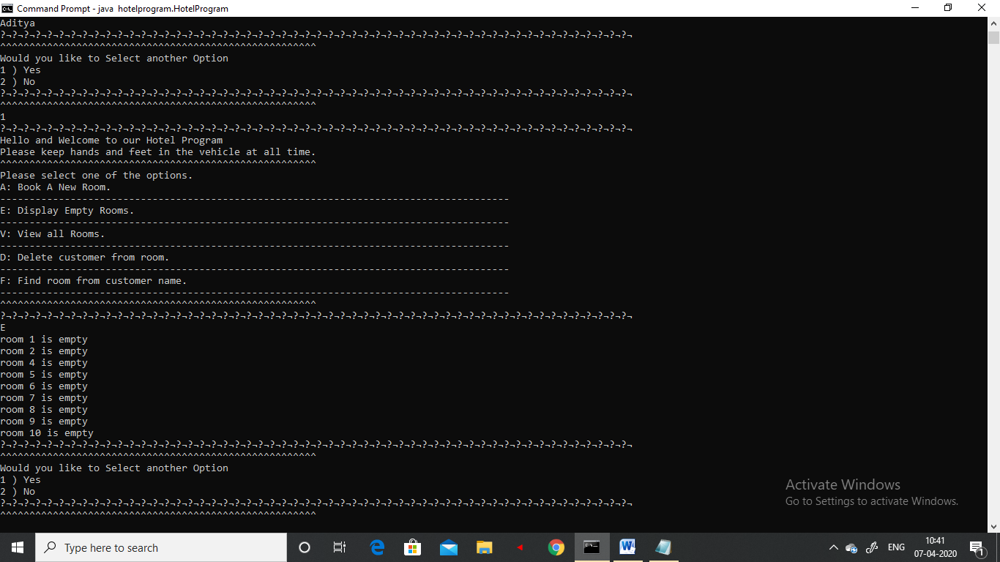 Command Prompt - java hotelprogram.HotelProgram
Aditya
?¬?¬?¬?¬?¬?¬?¬?¬?¬?¬?¬?¬?¬?¬?¬?¬?¬?¬?¬?¬?¬?¬?¬?¬?¬?¬?¬?¬?¬?¬?¬?¬?¬?¬?¬?¬?¬?¬?¬?¬?¬?¬?¬?¬?¬?¬?¬?¬?¬?¬?¬?¬?¬?¬
^^^^^^^^^^^^^^^^^^^^^^^^^^^^^^^^^^^^^^^^^^^^^^^^^^^^^^
Would you like to Select another Option
1 ) Yes
2 ) No
?¬?¬?¬?¬?¬?¬?¬?¬?¬?¬?¬?¬?¬?¬?¬?¬?¬?¬?¬?¬?¬?¬?¬?¬?¬?¬?¬?¬?¬?¬?¬?¬?¬?¬?¬?¬?¬?¬?¬?¬?¬?¬?¬?¬?¬?¬?¬?¬?¬?¬?¬?¬?¬?¬
^^^^^^^^^^^^^^^^^^^^^^^^^^^^^^^^^^^^^^^^^^^^^^^^^^^^^^
1
?¬?¬?¬?¬?¬?¬?¬?¬?¬?¬?¬?¬?¬?¬?¬?¬?¬?¬?¬?¬?¬?¬?¬?¬?¬?¬?¬?¬?¬?¬?¬?¬?¬?¬?¬?¬?¬?¬?¬?¬?¬?¬?¬?¬?¬?¬?¬?¬?¬?¬?¬?¬?¬?¬
Hello and Welcome to our Hotel Program
Please keep hands and feet in the vehicle at all time.
^^^^^^^^^^^^^^^^^^^^^^^^^^^^^^^^^^^^^^^^^^^^^^^^^^^^^^
Please select one of the options.
A: Book A New Room.
---------------------------------------------------------------------------------------
E: Display Empty Rooms.
---------------------------------------------------------------------------------------
V: View all Rooms.
---------------------------------------------------------------------------------------
D: Delete customer from room.
---------------------------------------------------------------------------------------
F: Find room from customer name.
---------------------------------------------------------------------------------------
^^^^^^^^^^^^^^^^^^^^^^^^^^^^^^^^^^^^^^^^^^^^^^^^^^^^^^
?¬?¬?¬?¬?¬?¬?¬?¬?¬?¬?¬?¬?¬?¬?¬?¬?¬?¬?¬?¬?¬?¬?¬?¬?¬?¬?¬?¬?¬?¬?¬?¬?¬?¬?¬?¬?¬?¬?¬?¬?¬?¬?¬?¬?¬?¬?¬?¬?¬?¬?¬?¬?¬?¬
E
room 1 is empty
room 2 is empty
room 4 is empty
room 5 is empty
room 6 is empty
room 7 is empty
room 8 is empty
room 9 is empty
room 10 is empty
?¬?¬?¬?¬?¬?¬?¬?¬?¬?¬?¬?¬?¬?¬?¬?¬?¬?¬?¬?¬?¬?¬?¬?¬?¬?¬?¬?¬?¬?¬?¬?¬?¬?¬?¬?¬?¬?¬?¬?¬?¬?¬?¬?¬?¬?¬?¬?¬?¬?¬?¬?¬?¬?¬
^^^^^^^^^^^^^^^^^^^^^^^^^^^^^^^^^^^^^^^^^^^^^^^^^^^^^^
Would you like to Select another Option
1 ) Yes
2 ) No
?¬?¬?¬?¬?¬?¬?¬?¬?¬?¬?¬?¬?¬?¬?¬?¬?¬?¬?¬?¬?¬?¬?¬?¬?¬?¬?¬?¬?¬?¬?¬?¬?¬?¬?¬?¬?¬?¬?¬?¬?¬?¬?¬?¬?¬?¬?¬?¬?¬?¬?¬?¬?¬?¬
^^^^^^^^^^^^^^^^^^^^^^^^^^^^^^^^^^^^^^^^^^^^^^^^^^^^^^
Activate Windows
Go to Settings to activate Windows.
Type here to search
ENG
10:41
07-04-2020
1